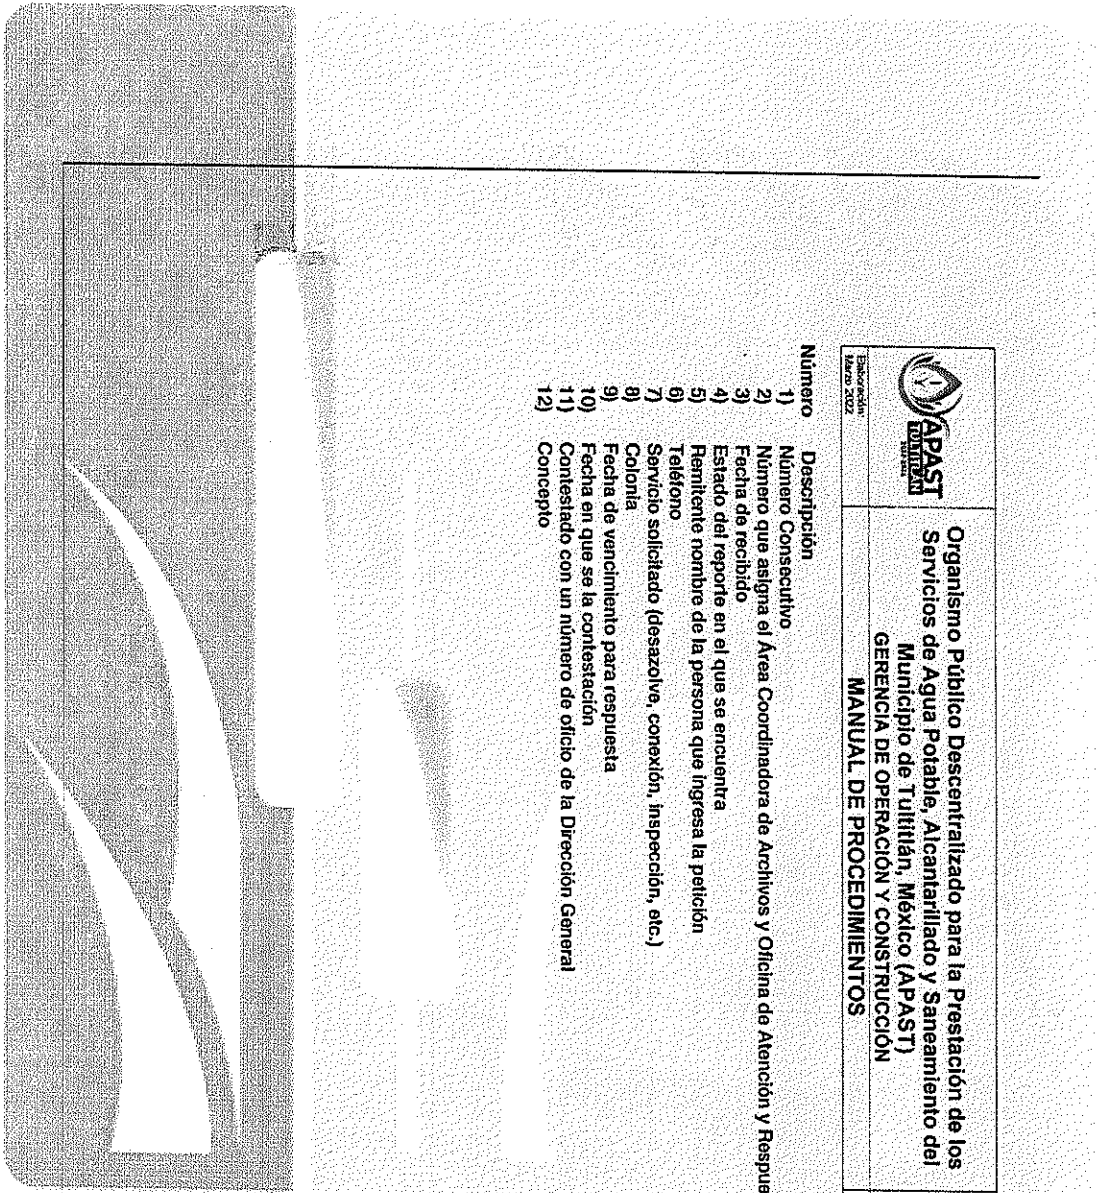 APAST
TULTITLÁN
Elaboración:
Marzo 2022
Organismo Público Descentralizado para la Prestación de los
Servicios de Agua Potable, Alcantarillado y Saneamiento del
Municipio de Tultitlán, México (APAST)
GERENCIA DE OPERACIÓN Y CONSTRUCCIÓN
MANUAL DE PROCEDIMIENTOS
Número Descripción
1) Número Consecutivo
2) Número que asigna el Área Coordinadora de Archivos y Oficina de Atención y Respue
3) Fecha de recibido
4) Estado del reporte en el que se encuentra
5) Remitente nombre de la persona que ingresa la petición
6) Teléfono
7) Servicio solicitado (desazolve, conexión, inspección, etc.)
8) Colonia
9) Fecha de vencimiento para respuesta
10) Fecha en que se la contestación
11) Contestado con un número de oficio de la Dirección General
12) Concepto